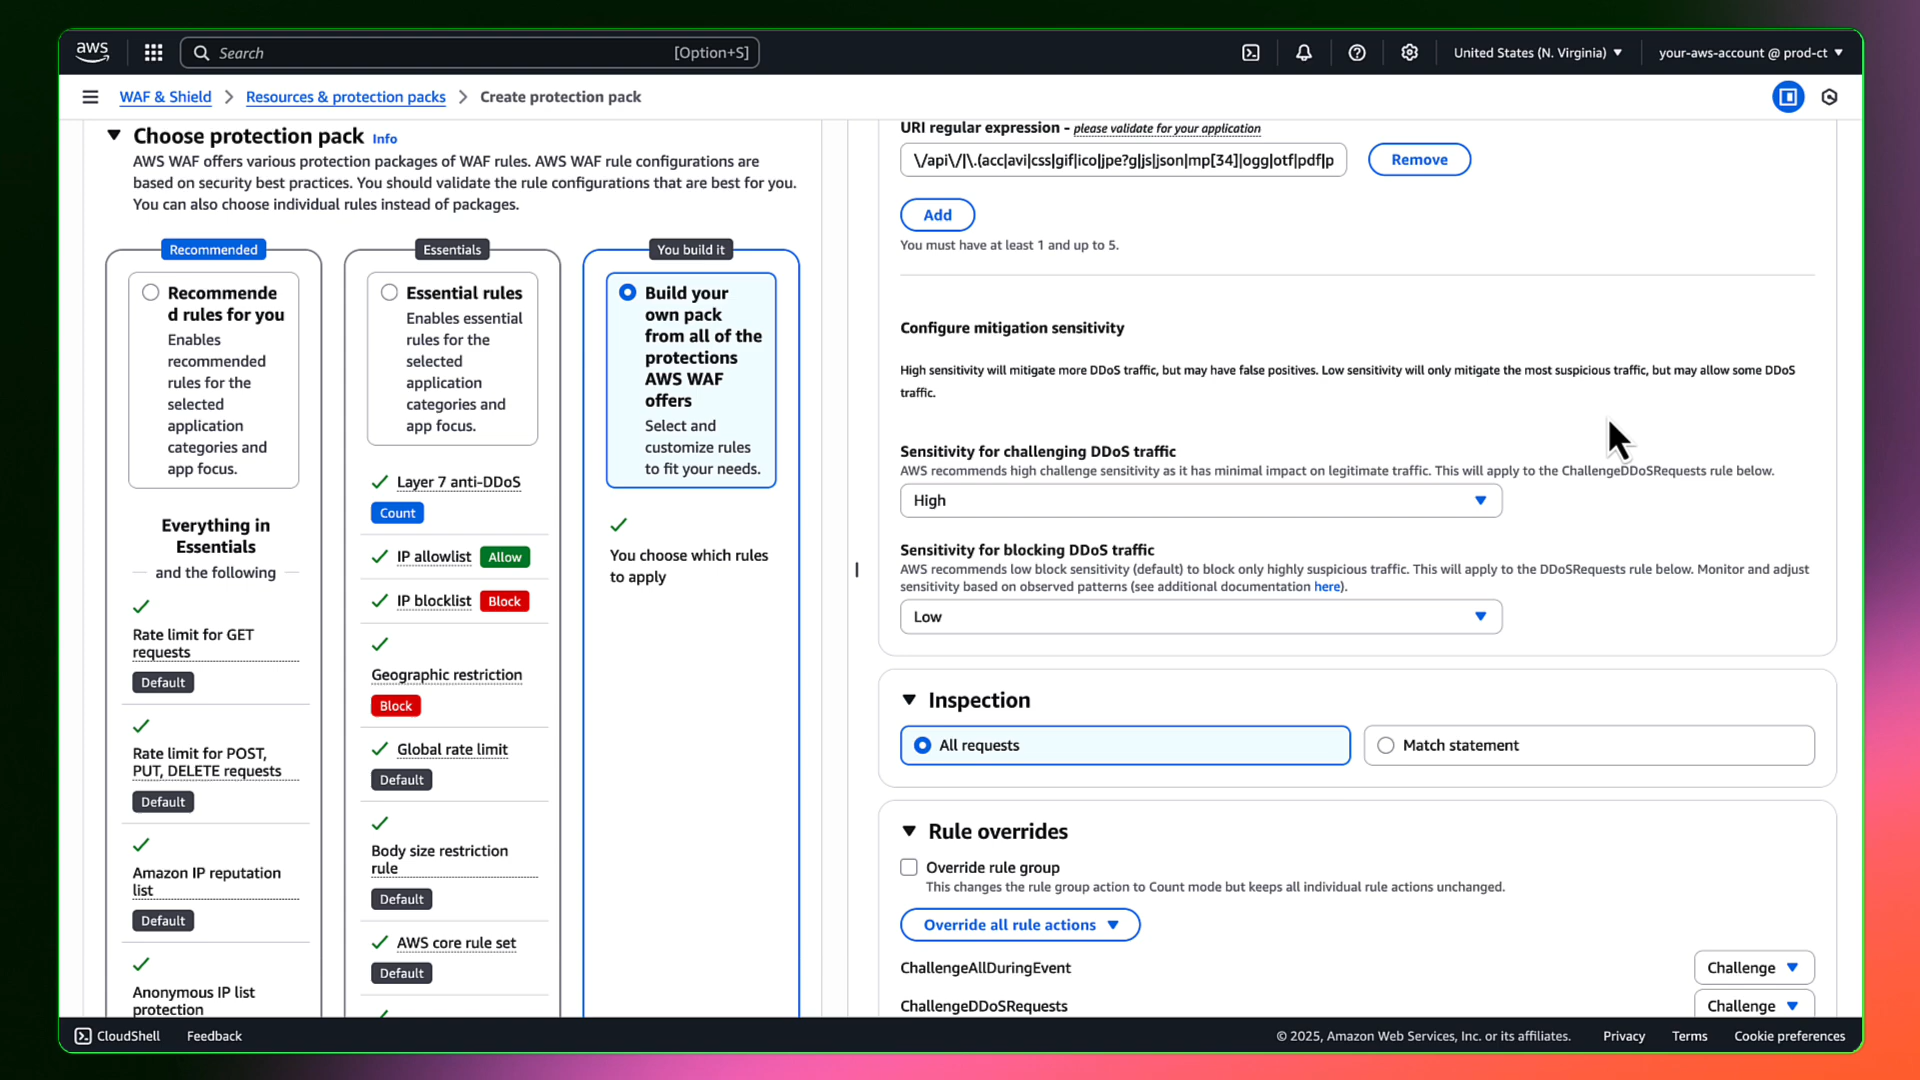 aws
Search
[Option+S]
United States (N. Virginia)
your-aws-account @ prod-ct
WAF & Shield
Resources & protection packs
Create protection pack
Choose protection pack Info
AWS WAF offers various protection packages of WAF rules. AWS WAF rule configurations are
based on security best practices. You should validate the rule configurations that are best for you.
You can also choose individual rules instead of packages.
Recommended
Recommende
d rules for you
Enables
recommended
rules for the
selected
application
categories and
app focus.
Everything in
Essentials
and the following
Rate limit for GET
requests
Default
Rate limit for POST,
PUT, DELETE requests
Default
Amazon IP reputation
list
Default
Anonymous IP list
protection
Essentials
Essential rules
Enables essential
rules for the
selected
application
categories and
app focus.
Layer 7 anti-DDoS
Count
IP allowlist Allow
IP blocklist Block
Geographic restriction
Block
Global rate limit
Default
Body size restriction
rule
Default
AWS core rule set
Default
You build it
Build your
own pack
from all of the
protections
AWS WAF
offers
Select and
customize rules
to fit your needs.
You choose which rules
to apply
URI regular expression - please validate for your application
\/api\/|\.(acc|avi|css|gif|ico|jpe?g|js|json|mp[34]|ogg|otf|pdf|p
Remove
Add
You must have at least 1 and up to 5.
Configure mitigation sensitivity
High sensitivity will mitigate more DDoS traffic, but may have false positives. Low sensitivity will only mitigate the most suspicious traffic, but may allow some DDoS
traffic.
Sensitivity for challenging DDoS traffic
AWS recommends high challenge sensitivity as it has minimal impact on legitimate traffic. This will apply to the ChallengeDDoSRequests rule below.
High
Sensitivity for blocking DDoS traffic
AWS recommends low block sensitivity (default) to block only highly suspicious traffic. This will apply to the DDoSRequests rule below. Monitor and adjust
sensitivity based on observed patterns (see additional documentation here).
Low
Inspection
All requests
Match statement
Rule overrides
Override rule group
This changes the rule group action to Count mode but keeps all individual rule actions unchanged.
Override all rule actions
ChallengeAllDuringEvent
Challenge
ChallengeDDoSRequests
Challenge
CloudShell
Feedback
© 2025, Amazon Web Services, Inc. or its affiliates.
Privacy
Terms
Cookie preferences